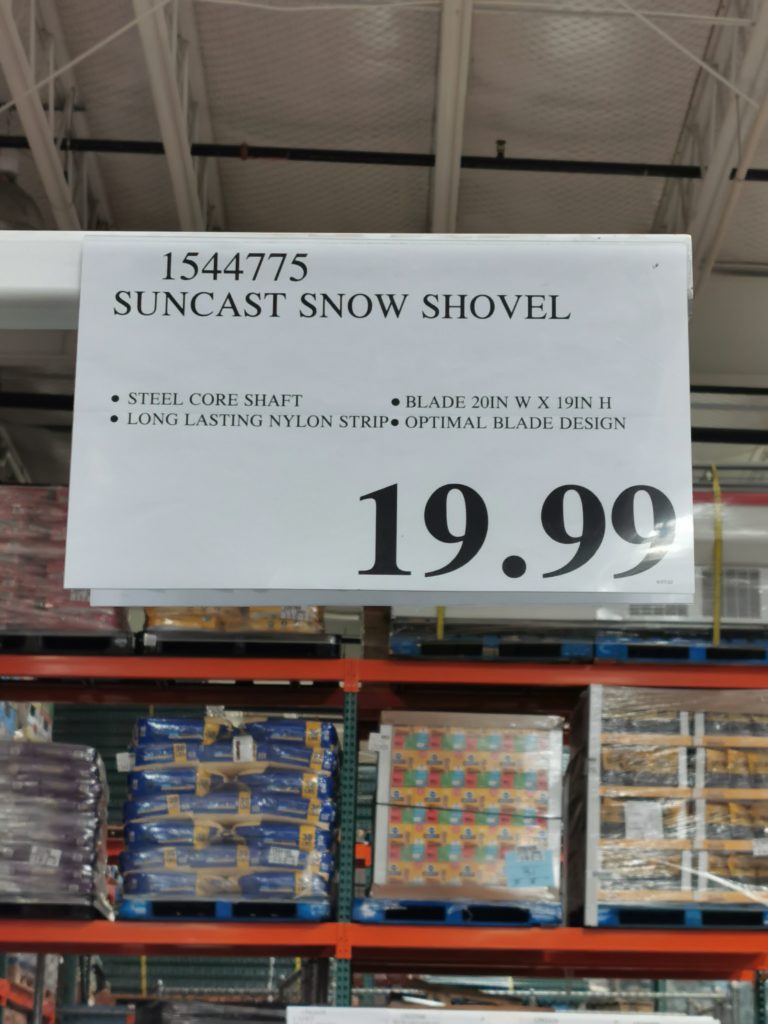 1544775
SUNCAST SNOW SHOVEL
• STEEL CORE SHAFT
• LONG LASTING NYLON STRIP
• BLADE 20IN W X 19IN H
• OPTIMAL BLADE DESIGN
19.99